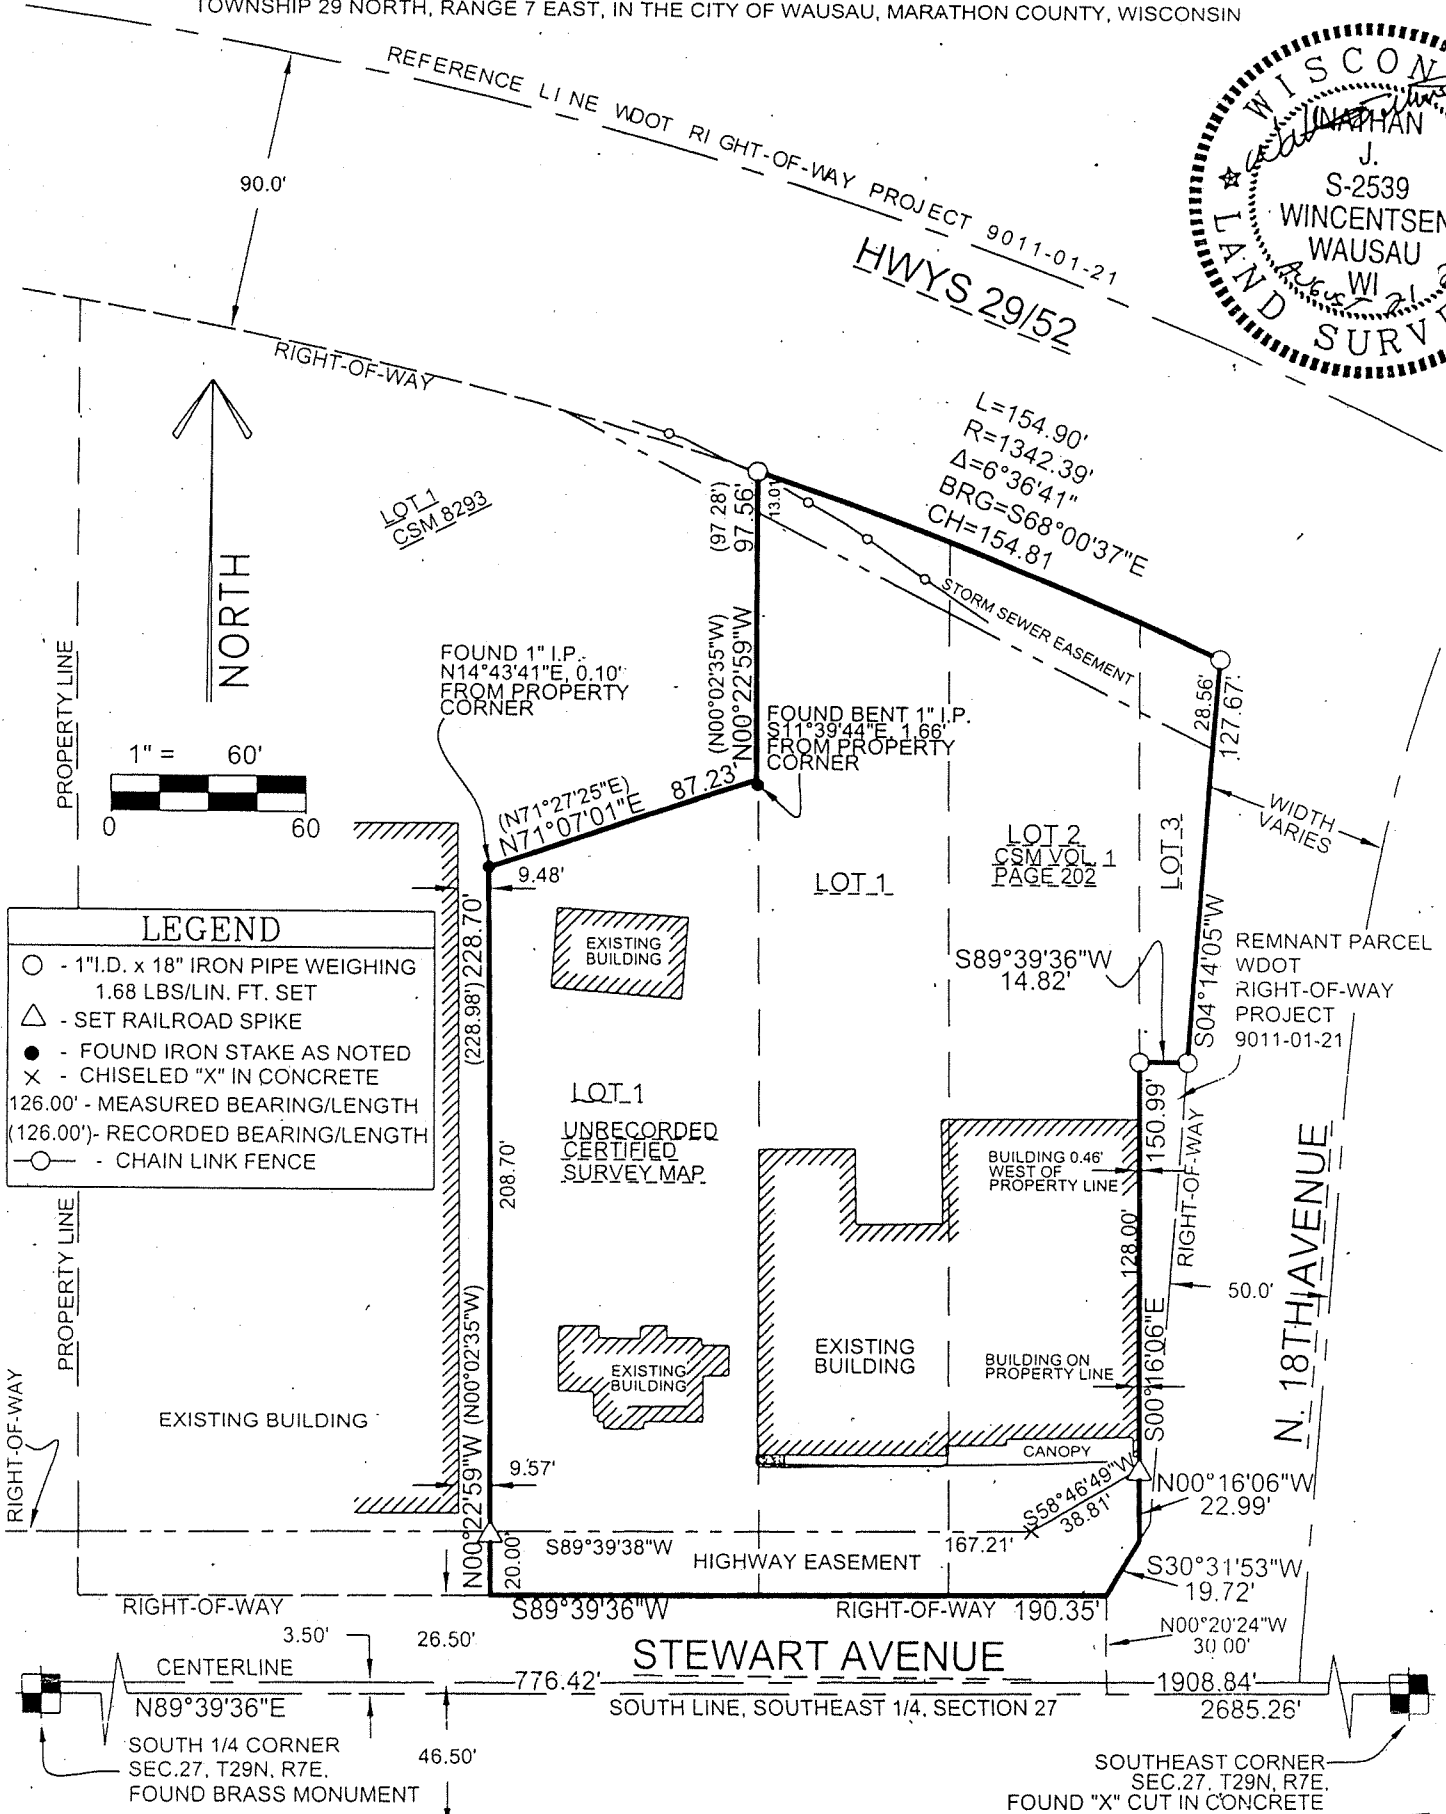 TOWNSHIP 29 NORTH, RANGE 7 EAST, IN THE CITY OF WAUSAU, MARATHON COUNTY, WISCONSIN
REFERENCE LINE WDOT RIGHT-OF-WAY PROJECT 9011-01-21
WISCON
NATHAN
J.
S-2539
WINCENTSEN
WAUSAU
WI
August 21
LAND SURVE
90.0'
HWYS 29/52
RIGHT-OF-WAY
L=154.90'
R=1342.39'
Δ=6°36'41"
BRG=S68°00'37"E
CH=154.81
LOT 1
CSM 8293
(97.28')
97.56'
13.01
NORTH
STORM SEWER EASEMENT
PROPERTY LINE
FOUND 1" I.P.
N14°43'41"E, 0.10'
FROM PROPERTY
CORNER
(N00°02'35"W)
N00°22'59"W
FOUND BENT 1" I.P.
S11°39'44"E, 1.66'
FROM PROPERTY
CORNER
28.56'
127.67'
1" = 60'
0 60
(N71°27'25"E)
N71°07'01"E 87.23'
WIDTH
VARIES
9.48'
LOT 1
LOT 2
CSM VOL. 1
PAGE 202
LOT 3
LEGEND
- 1"I.D. x 18" IRON PIPE WEIGHING
1.68 LBS/LIN. FT. SET
- SET RAILROAD SPIKE
- FOUND IRON STAKE AS NOTED
- CHISELED "X" IN CONCRETE
126.00' - MEASURED BEARING/LENGTH
(126.00')- RECORDED BEARING/LENGTH
- CHAIN LINK FENCE
(228.98') 228.70'
EXISTING
BUILDING
S89°39'36"W
14.82'
S04°14'05"W
REMNANT PARCEL
WDOT
RIGHT-OF-WAY
PROJECT
9011-01-21
LOT 1
UNRECORDED
CERTIFIED
SURVEY MAP
208.70'
BUILDING 0.46'
WEST OF
PROPERTY LINE
150.99'
128.00'
RIGHT-OF-WAY
N. 18TH AVENUE
50.0'
PROPERTY LINE
N00°22'59"W (N00°02'35"W)
EXISTING
BUILDING
EXISTING
BUILDING
BUILDING ON
PROPERTY LINE
S00°16'06"E
EXISTING BUILDING
RIGHT-OF-WAY
CANOPY
9.57'
S58°46'49"W
38.81'
N00°16'06"W
22.99'
20.00'
S89°39'38"W
167.21'
HIGHWAY EASEMENT
S30°31'53"W
19.72'
RIGHT-OF-WAY
S89°39'36"W
RIGHT-OF-WAY 190.35'
N00°20'24"W
30.00'
3.50'
26.50'
STEWART AVENUE
CENTERLINE
N89°39'36"E
776.42'
1908.84'
SOUTH LINE, SOUTHEAST 1/4, SECTION 27
2685.26'
SOUTH 1/4 CORNER
SEC.27, T29N, R7E,
FOUND BRASS MONUMENT
46.50'
SOUTHEAST CORNER
SEC.27, T29N, R7E,
FOUND "X" CUT IN CONCRETE